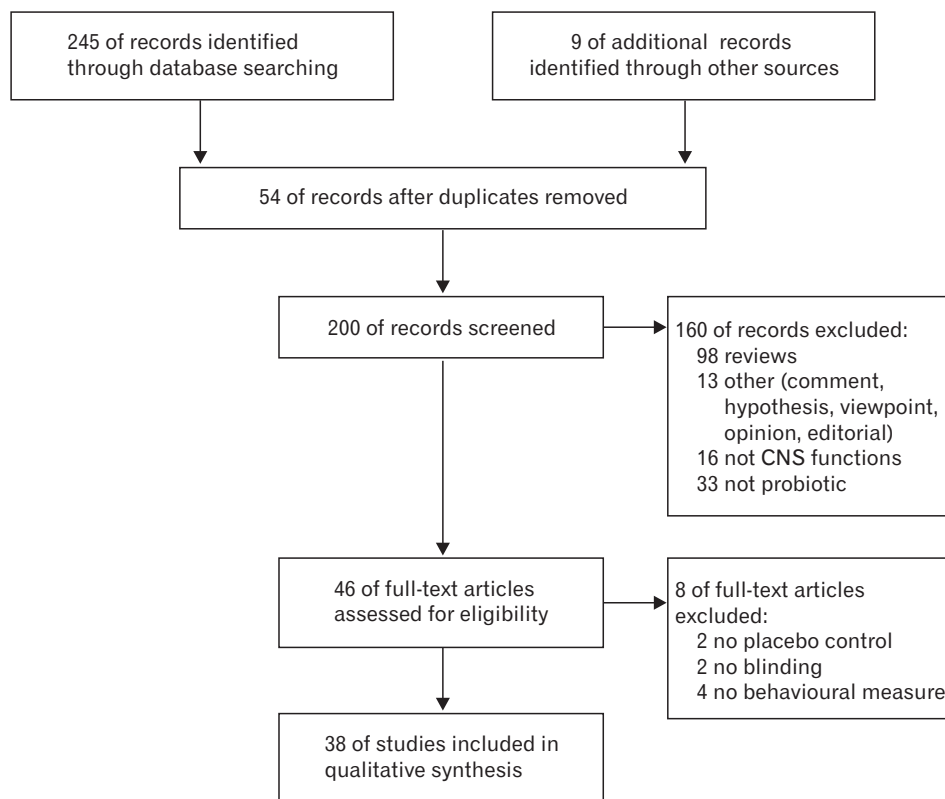 245 of records identified
through database searching
9 of additional records
identified through other sources
54 of records after duplicates removed
200 of records screened
160 of records excluded:
98 reviews
13 other (comment,
hypothesis, viewpoint,
opinion, editorial)
16 not CNS functions
33 not probiotic
46 of full-text articles
assessed for eligibility
8 of full-text articles
excluded:
2 no placebo control
2 no blinding
4 no behavioural measure
38 of studies included in
qualitative synthesis